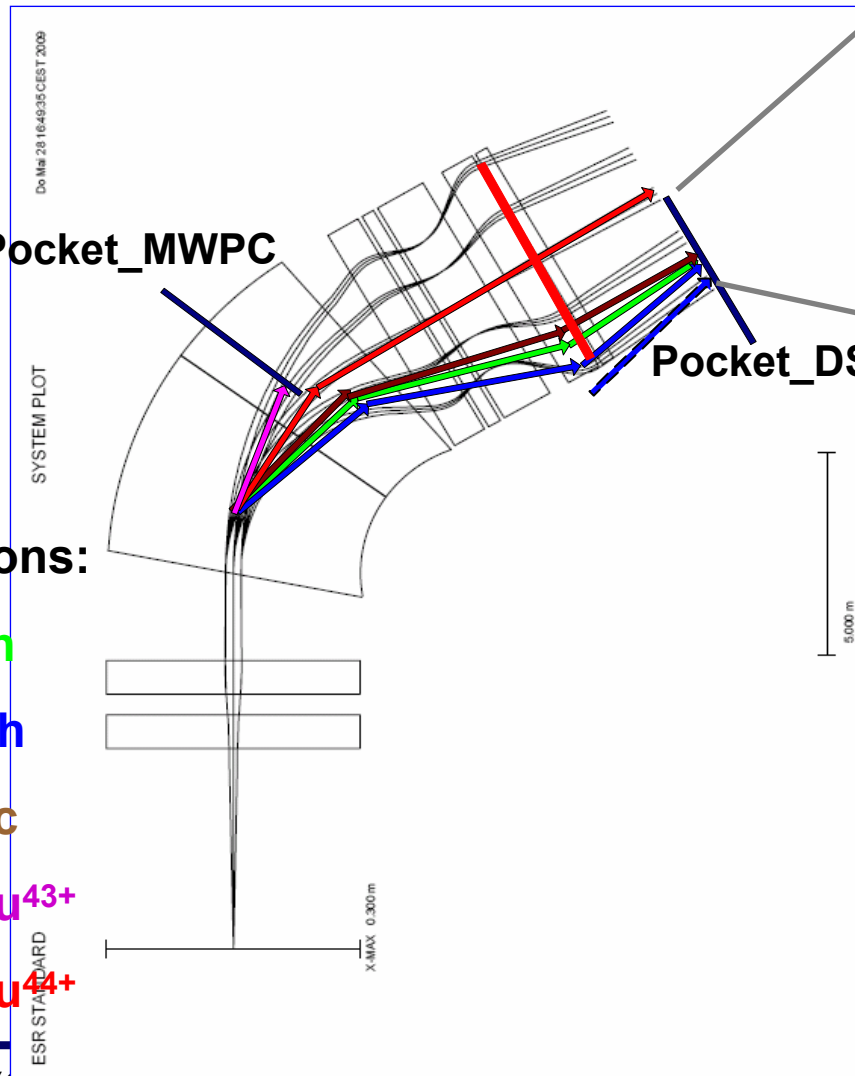 Do Mai 28 16:49:35 CEST 2009
Pocket_MWPC
SYSTEM PLOT
Pocket_DS
ons:
5.000 m
h
c
u43+
X-MAX 0.300 m
u44+
ESR STANDARD